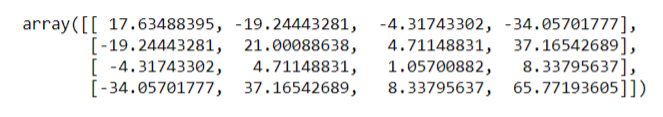 array([[ 17.63488395, -19.24443281, -4.31743302, -34.05701777],
[-19.24443281, 21.00088638, 4.71148831, 37.16542689],
[ -4.31743302, 4.71148831, 1.05700882, 8.33795637],
[-34.05701777, 37.16542689, 8.33795637, 65.77193605]])